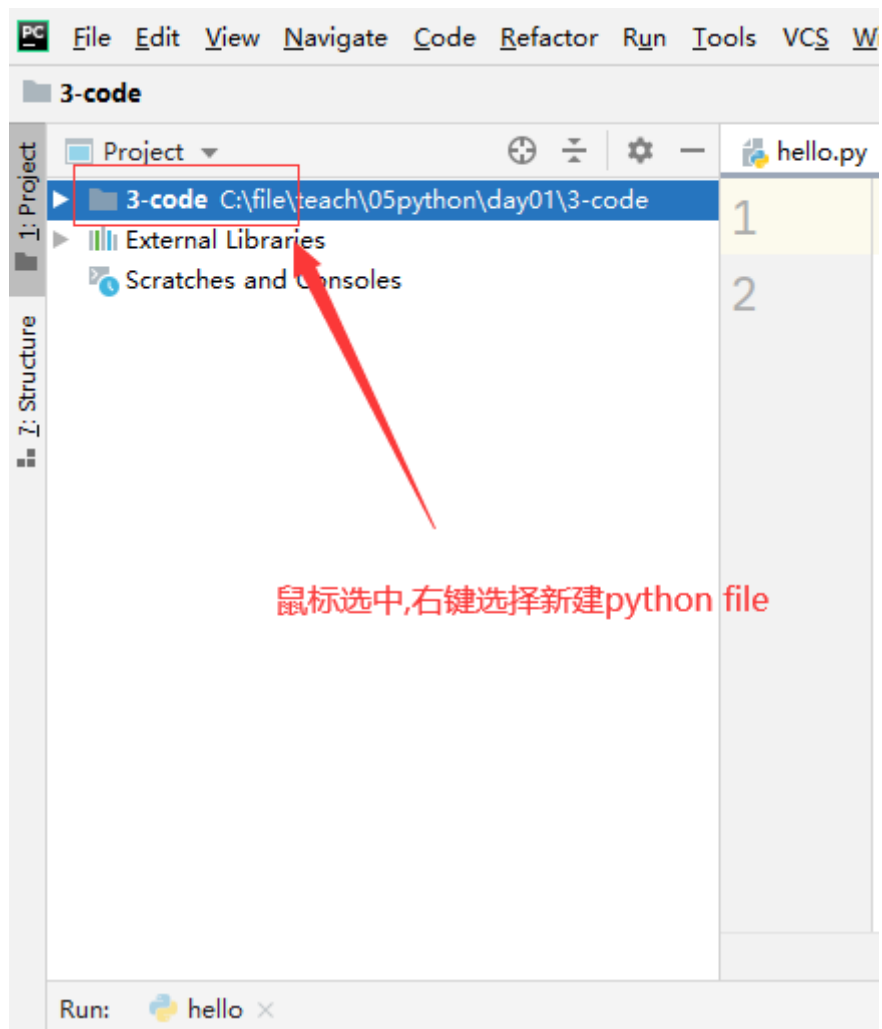 PC File Edit View Navigate Code Refactor Run Tools VCS
3-code
1: Project
Project
hello.py
3-code C:\file\teach\05python\day01\3-code
1
External Libraries
Scratches and Consoles
2
7: Structure
鼠标选中,右键选择新建python file
Run: hello